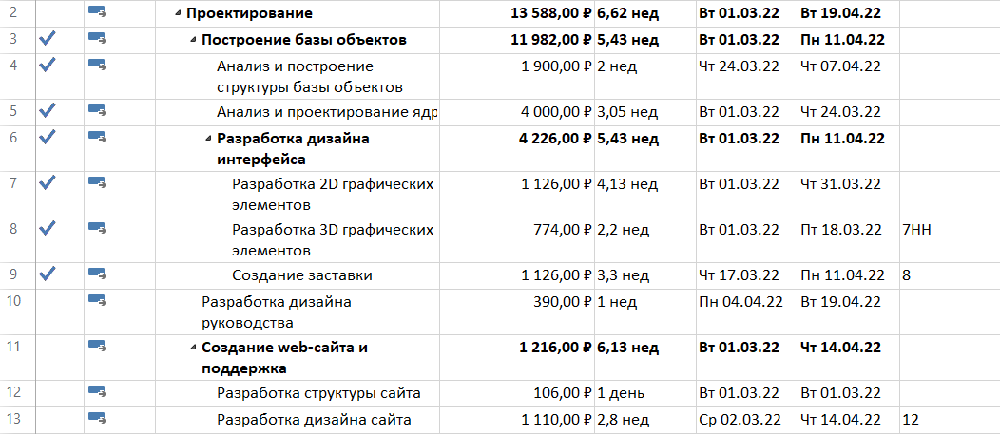 2 Проектирование 13 588,00 ₽ 6,62 нед Вт 01.03.22 Вт 19.04.22
3 Построение базы объектов 11 982,00 ₽ 5,43 нед Вт 01.03.22 Пн 11.04.22
4 Анализ и построение 1 900,00 ₽ 2 нед Чт 24.03.22 Чт 07.04.22
структуры базы объектов
5 Анализ и проектирование ядр 4 000,00 ₽ 3,05 нед Вт 01.03.22 Чт 24.03.22
6 Разработка дизайна 4 226,00 ₽ 5,43 нед Вт 01.03.22 Пн 11.04.22
интерфейса
7 Разработка 2D графических 1 126,00 ₽ 4,13 нед Вт 01.03.22 Чт 31.03.22
элементов
8 Разработка 3D графических 774,00 ₽ 2,2 нед Вт 01.03.22 Пт 18.03.22 7НН
элементов
9 Создание заставки 1 126,00 ₽ 3,3 нед Чт 17.03.22 Пн 11.04.22 8
10 Разработка дизайна 390,00 ₽ 1 нед Пн 04.04.22 Вт 19.04.22
руководства
11 Создание web-сайта и 1 216,00 ₽ 6,13 нед Вт 01.03.22 Чт 14.04.22
поддержка
12 Разработка структуры сайта 106,00 ₽ 1 день Вт 01.03.22 Вт 01.03.22
13 Разработка дизайна сайта 1 110,00 ₽ 2,8 нед Ср 02.03.22 Чт 14.04.22 12